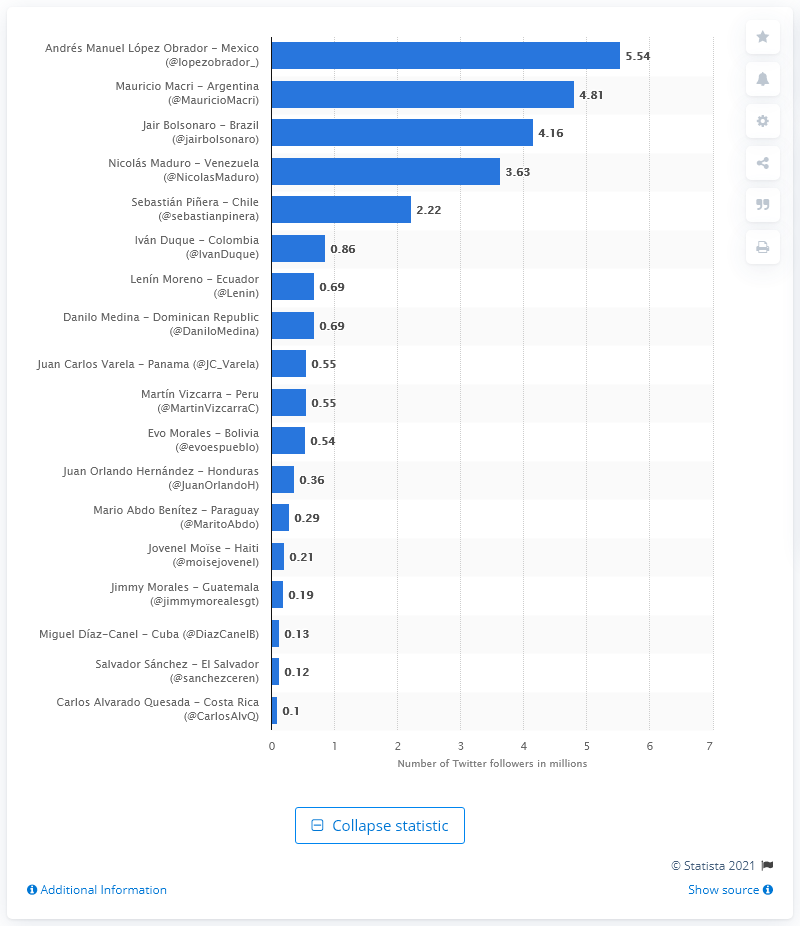 Andrés Manuel López Obrador – Mexico
(@lopezobrador_)
5.54
Mauricio Macri – Argentina
(@MauricioMacri)
4.81
Jair Bolsonaro – Brazil
(@jairbolsonaro)
4.16
Nicolás Maduro – Venezuela
(@NicolasMaduro)
3.63
Sebastián Piñera – Chile
(@sebastianpinera)
2.22
Iván Duque – Colombia
(@IvanDuque)
0.86
Lenín Moreno – Ecuador
(@Lenin)
0.69
Danilo Medina – Dominican Republic
(@DaniloMedina)
0.69
Juan Carlos Varela – Panama (@JC_Varela)
0.55
Martín Vizcarra – Peru
(@MartinVizcarraC)
0.55
Evo Morales – Bolivia
(@evoespueblo)
0.54
Juan Orlando Hernández – Honduras
(@JuanOrlandoH)
0.36
Mario Abdo Benítez – Paraguay
(@MaritoAbdo)
0.29
Jovenel Moïse – Haiti
(@moisejovenel)
0.21
Jimmy Morales – Guatemala
(@jimmymorealesgt)
0.19
Miguel Díaz-Canel – Cuba (@DiazCanelB)
0.13
Salvador Sánchez – El Salvador
(@sanchezceren)
0.12
Carlos Alvarado Quesada – Costa Rica
(@CarlosAlvQ)
0.1
0 1 2 3 4 5 6 7
Number of Twitter followers in millions
Collapse statistic
© Statista 2021
Additional Information
Show source